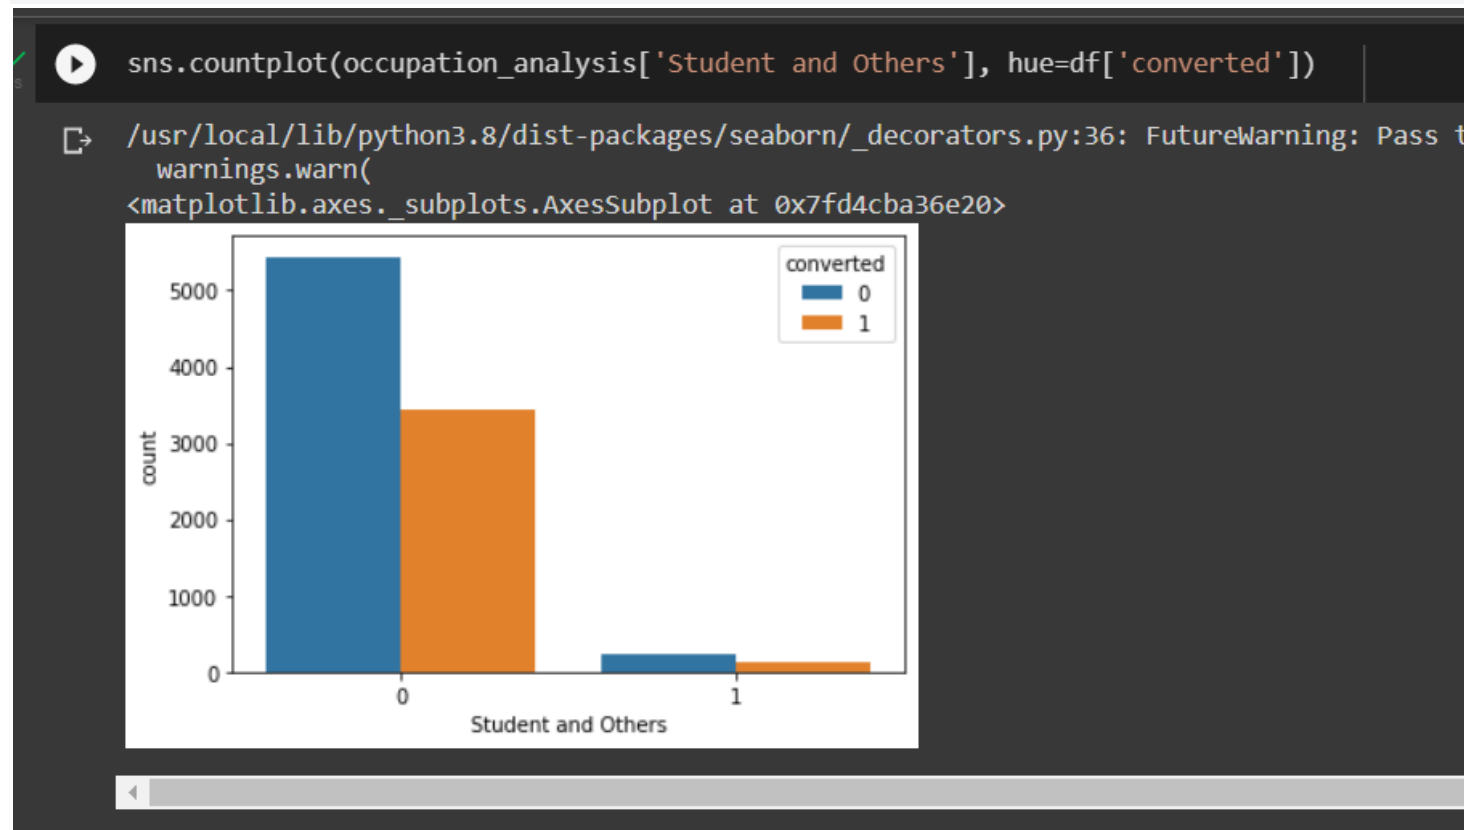 sns.countplot(occupation_analysis['Student and Others'], hue=df['converted'])
/usr/local/lib/python3.8/dist-packages/seaborn/_decorators.py:36: FutureWarning: Pass t
warnings.warn(
<matplotlib.axes._subplots.AxesSubplot at 0x7fd4cba36e20>
converted
0
1
5000
4000
3000
2000
1000
0
count
0 1
Student and Others